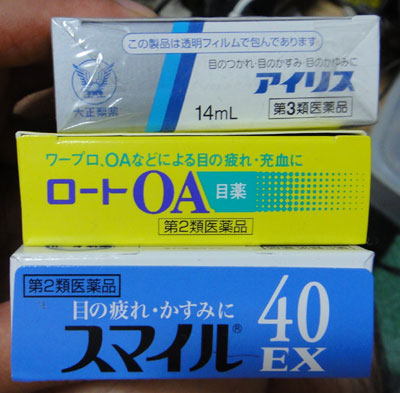 この製品は透明フィルムで包んであります
目のつかれ・目のかすみ・目のかゆみに
アイリス
大正製薬
14mL
第3類医薬品
ワープロ、OAなどによる目の疲れ・充血に
ロートOA目薬
第2類医薬品
第2類医薬品
目の疲れ・かすみに
スマイル® 40
EX